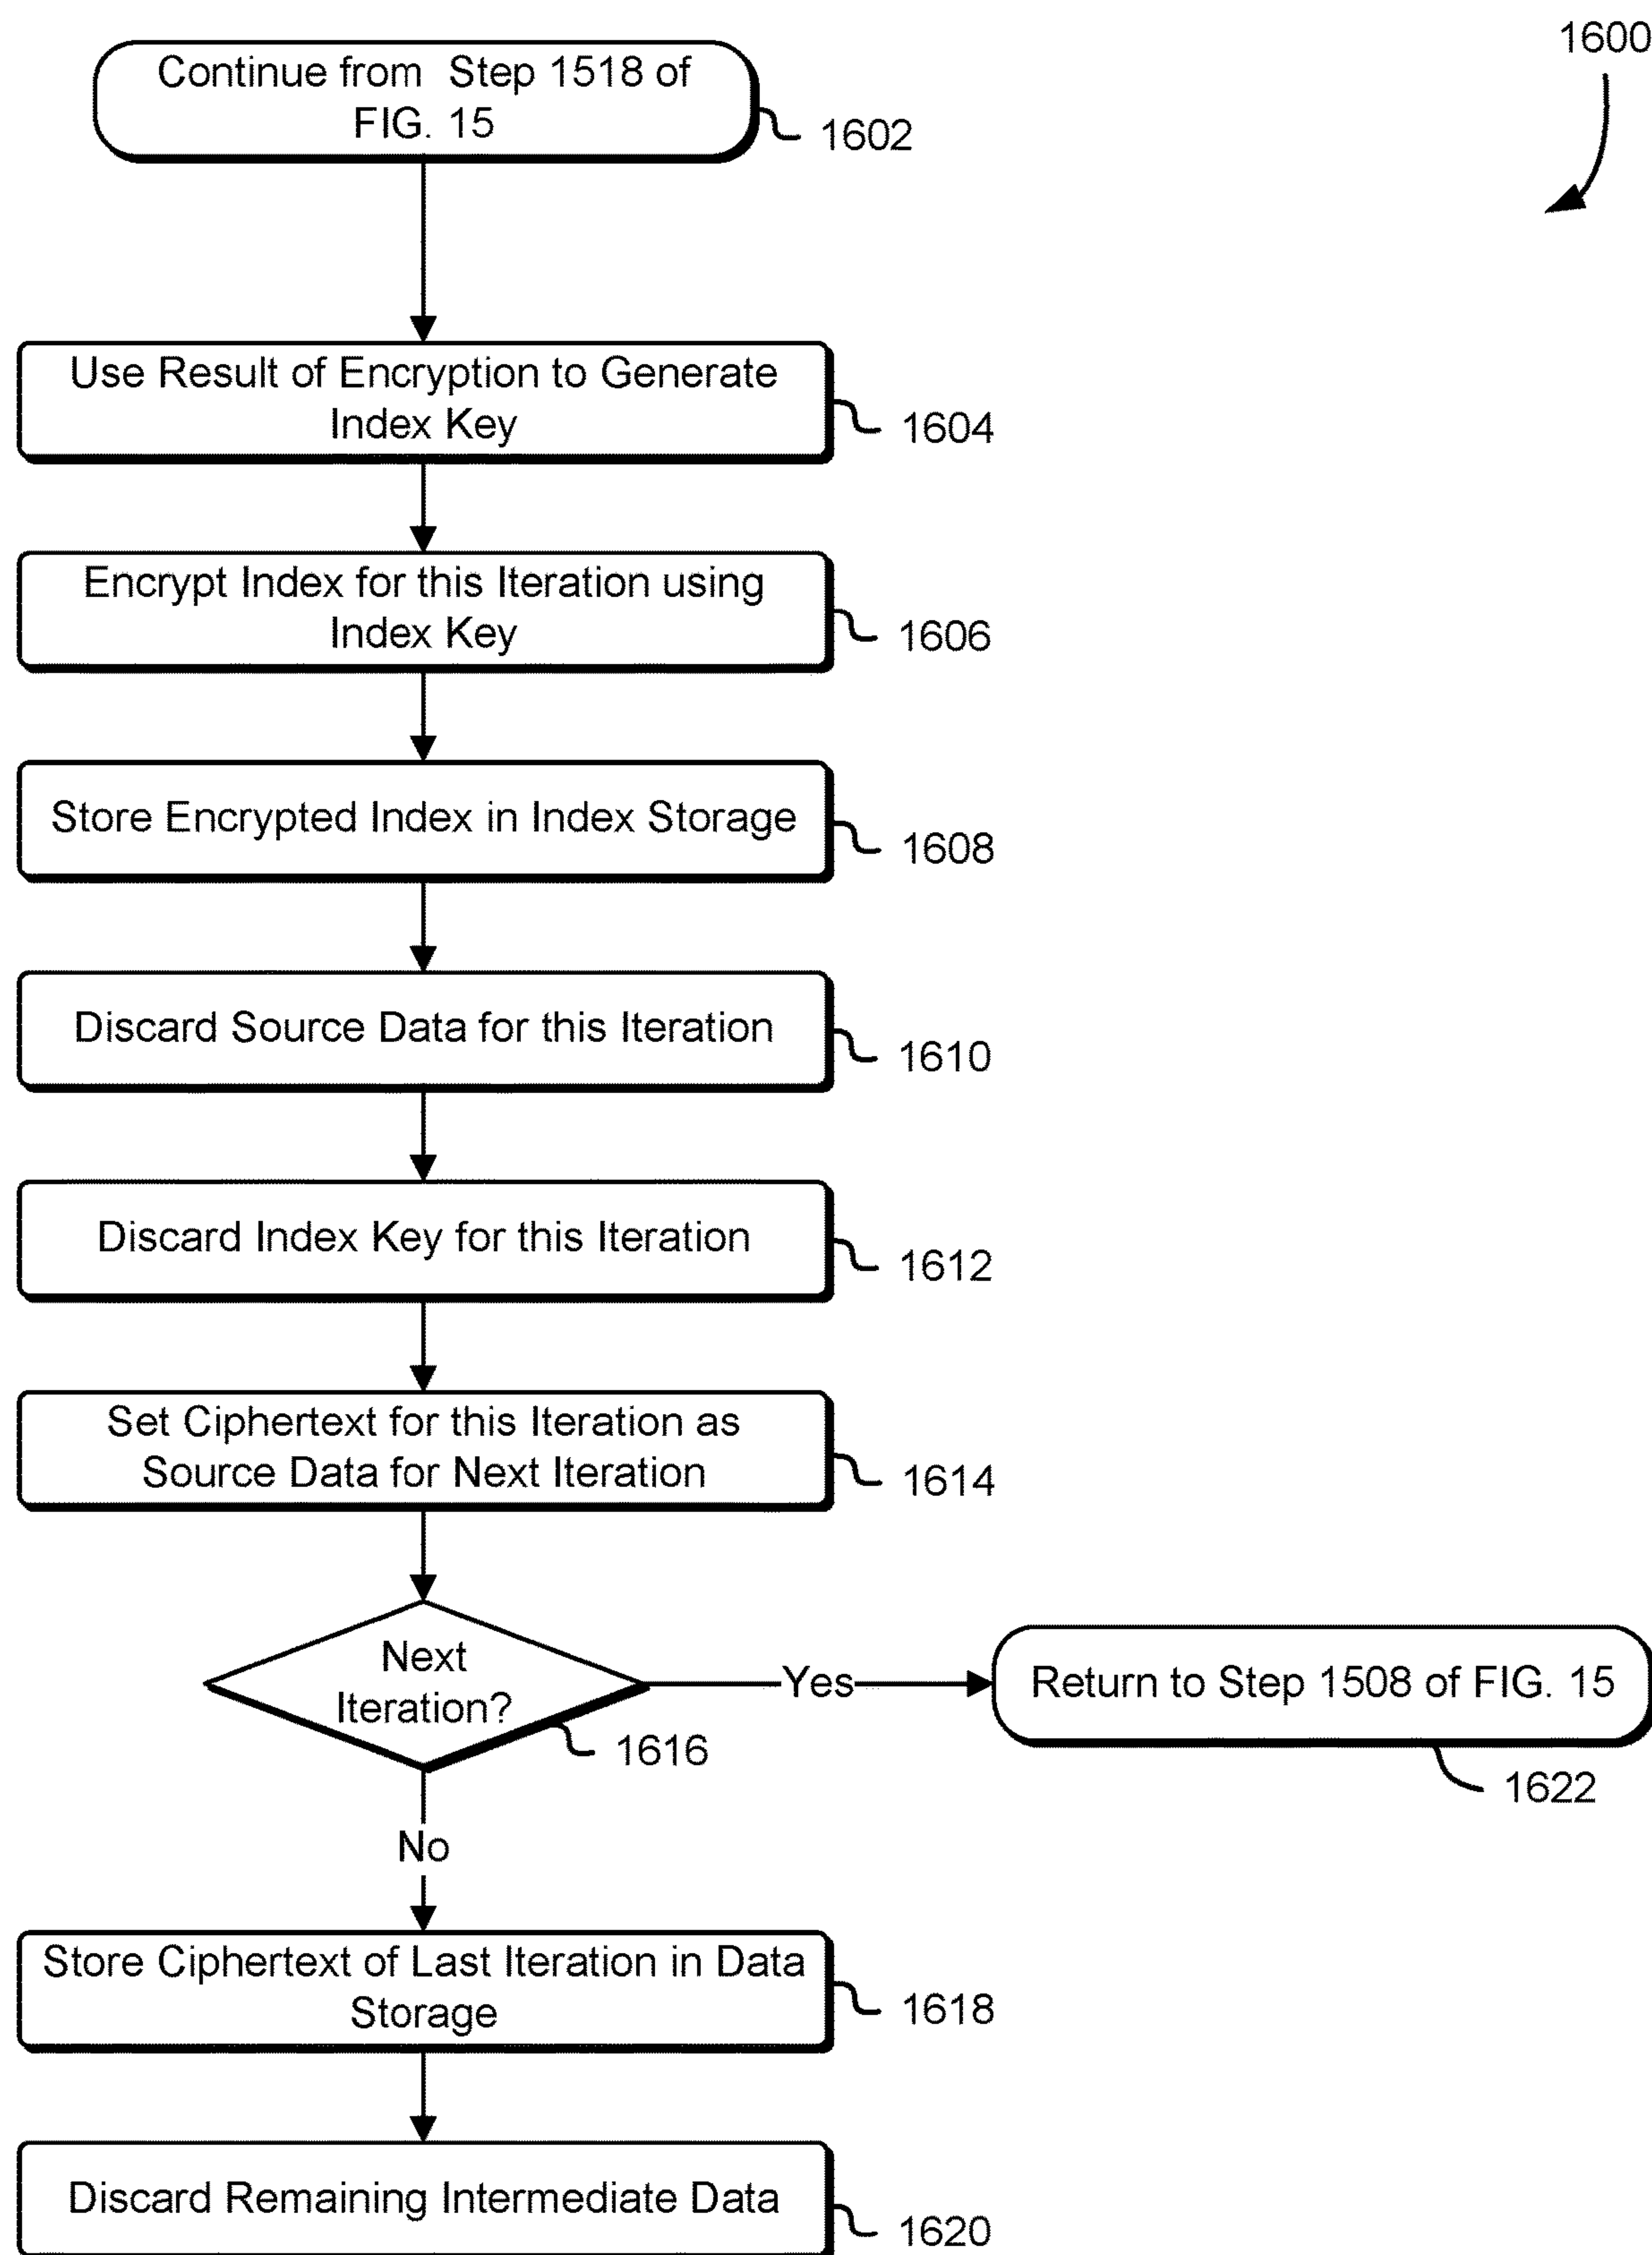 1600
Continue from Step 1518 of
FIG. 15
1602
Use Result of Encryption to Generate
Index Key
1604
Encrypt Index for this Iteration using
Index Key
1606
Store Encrypted Index in Index Storage
1608
Discard Source Data for this Iteration
1610
Discard Index Key for this Iteration
1612
Set Ciphertext for this Iteration as
Source Data for Next Iteration
1614
Next
Iteration?
1616
Yes
Return to Step 1508 of FIG. 15
1622
No
Store Ciphertext of Last Iteration in Data
Storage
1618
Discard Remaining Intermediate Data
1620